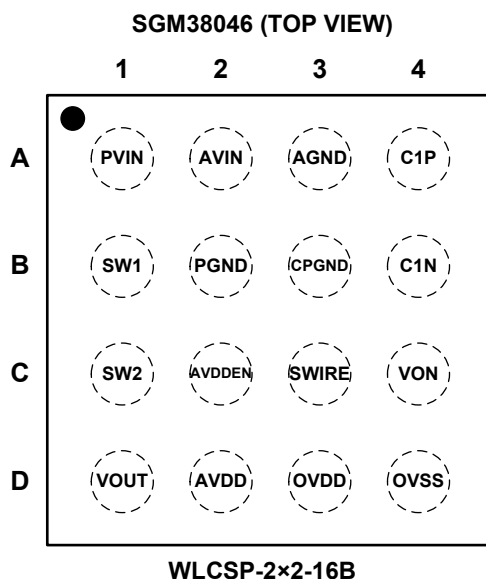 SGM38046 (TOP VIEW)
1 2 3 4
A PVIN AVIN AGND C1P
B SW1 PGND CPGND C1N
C SW2 AVDDEN SWIRE VON
D VOUT AVDD OVDD OVSS
WLCSP-2×2-16B